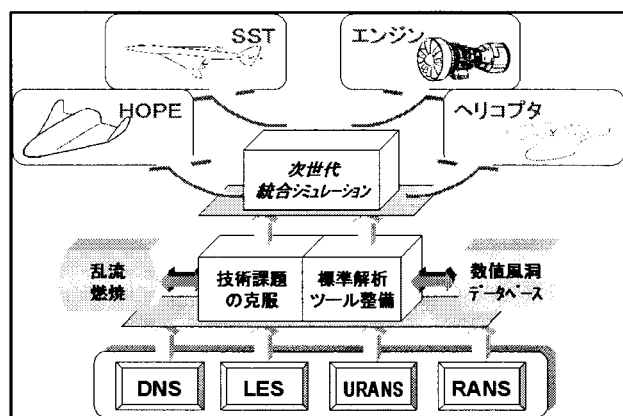 SST
エンジン
HOPE
ヘリコプタ
次世代
統合シミュレーション
乱流
燃焼
技術課題
の克服
標準解析
ツール整備
数値風洞
データベース
DNS
LES
URANS
RANS